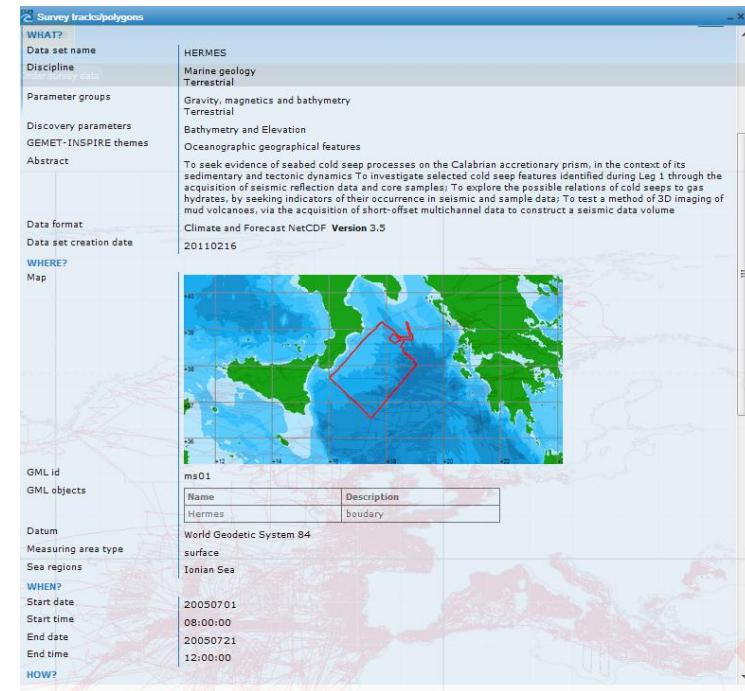 Survey tracks/polygons
WHAT?
Data set name HERMES
Discipline Marine geology
Terrestrial
Order survey data
Parameter groups Gravity, magnetics and bathymetry
Terrestrial
Discovery parameters Bathymetry and Elevation
GEMET-INSPIRE themes Oceanographic geographical features
Abstract To seek evidence of seabed cold seep processes on the Calabrian accretionary prism, in the context of its
sedimentary and tectonic dynamics To investigate selected cold seep features identified during Leg 1 through the
acquisition of seismic reflection data and core samples; To explore the possible relations of cold seeps to gas
hydrates, by seeking indicators of their occurrence in seismic and sample data; To test a method of 3D imaging of
mud volcanoes, via the acquisition of short-offset multichannel data to construct a seismic data volume
Data format Climate and Forecast NetCDF Version 3.5
Data set creation date 20110216
WHERE?
Map
GML id ms01
GML objects Name Description
Hermes boudary
Datum World Geodetic System 84
Measuring area type surface
Sea regions Ionian Sea
WHEN?
Start date 20050701
Start time 08:00:00
End date 20050721
End time 12:00:00
HOW?